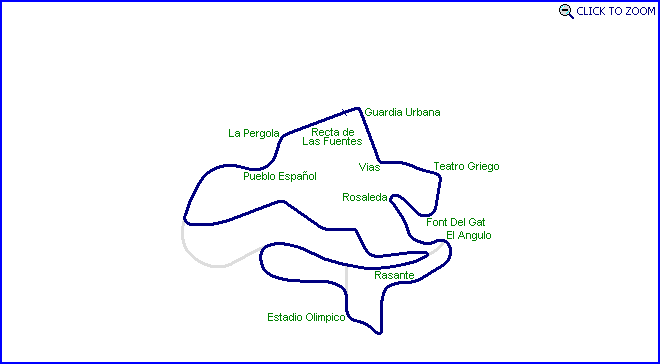 CLICK TO ZOOM
Guardia Urbana
La Pergola
Recta de
Las Fuentes
Vias
Teatro Griego
Pueblo Español
Rosaleda
Font Del Gat
El Angulo
Rasante
Estadio Olimpico